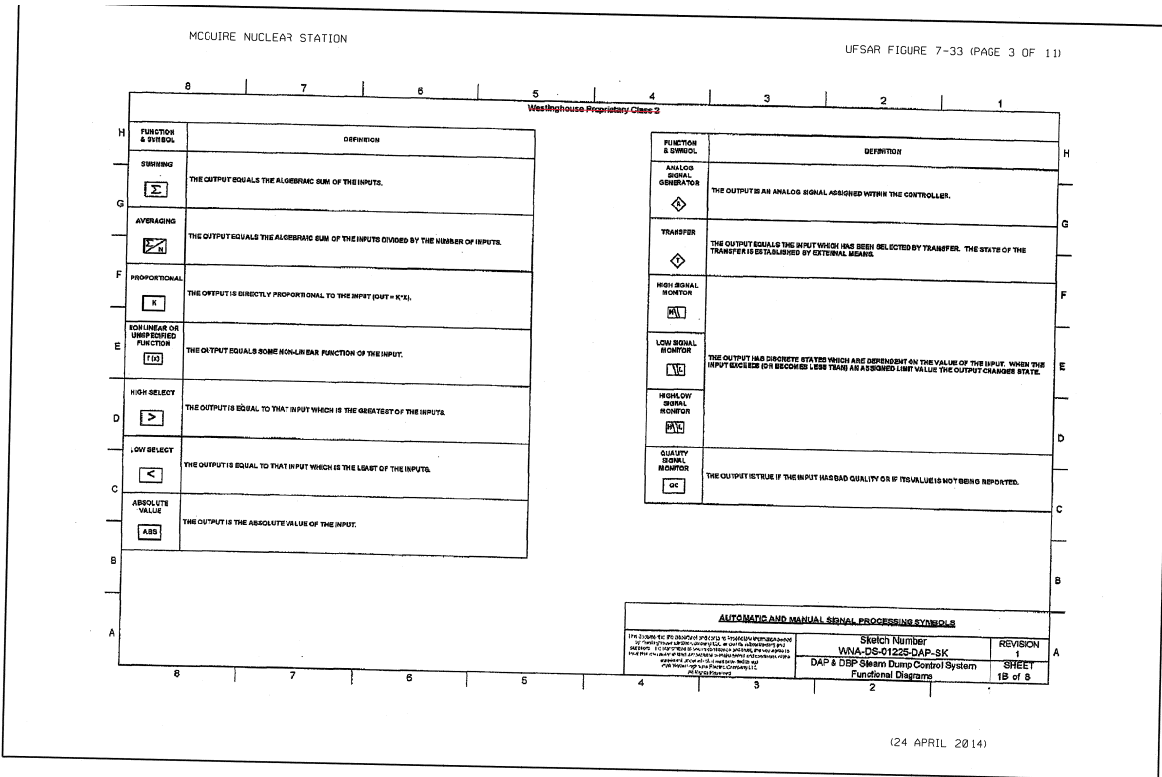 MCGUIRE NUCLEAR STATION
UFSAR FIGURE 7-33 (PAGE 3 OF 11)
8 7 6 5 4 3 2 1
Westinghouse Proprietary Class 2
H
FUNCTION
& SYMBOL
DEFINITION
SUMMING
Σ
THE OUTPUT EQUALS THE ALGEBRAIC SUM OF THE INPUTS.
G
AVERAGING
Σ/N
THE OUTPUT EQUALS THE ALGEBRAIC SUM OF THE INPUTS DIVIDED BY THE NUMBER OF INPUTS.
F
PROPORTIONAL
K
THE OUTPUT IS DIRECTLY PROPORTIONAL TO THE INPUT (OUT = K*X).
NONLINEAR OR
UNSPECIFIED
FUNCTION
E
f(x)
THE OUTPUT EQUALS SOME NON-LINEAR FUNCTION OF THE INPUT.
HIGH SELECT
D
>
THE OUTPUT IS EQUAL TO THAT INPUT WHICH IS THE GREATEST OF THE INPUTS.
LOW SELECT
<
THE OUTPUT IS EQUAL TO THAT INPUT WHICH IS THE LEAST OF THE INPUTS.
C
ABSOLUTE
VALUE
ABS
THE OUTPUT IS THE ABSOLUTE VALUE OF THE INPUT.
B
A
FUNCTION
& SYMBOL
DEFINITION
H
ANALOG
SIGNAL
GENERATOR
A
THE OUTPUT IS AN ANALOG SIGNAL ASSIGNED WITHIN THE CONTROLLER.
G
TRANSFER
T
THE OUTPUT EQUALS THE INPUT WHICH HAS BEEN SELECTED BY TRANSFER. THE STATE OF THE
TRANSFER IS ESTABLISHED BY EXTERNAL MEANS.
HIGH SIGNAL
MONITOR
H\
F
LOW SIGNAL
MONITOR
\L
THE OUTPUT HAS DISCRETE STATES WHICH ARE DEPENDENT ON THE VALUE OF THE INPUT. WHEN THE
INPUT EXCEEDS (OR BECOMES LESS THAN) AN ASSIGNED LIMIT VALUE THE OUTPUT CHANGES STATE.
E
HIGH/LOW
SIGNAL
MONITOR
H\L
D
QUALITY
SIGNAL
MONITOR
QC
THE OUTPUT IS TRUE IF THE INPUT HAS BAD QUALITY OR IF ITS VALUE IS NOT BEING REPORTED.
C
B
AUTOMATIC AND MANUAL SIGNAL PROCESSING SYMBOLS
Sketch Number
WNA-DS-01225-DAP-SK
REVISION
1
A
DAP & DBP Steam Dump Control System
Functional Diagrams
SHEET
1B of 8
All Rights Reserved
8 7 6 5 4 3 2
(24 APRIL 2014)